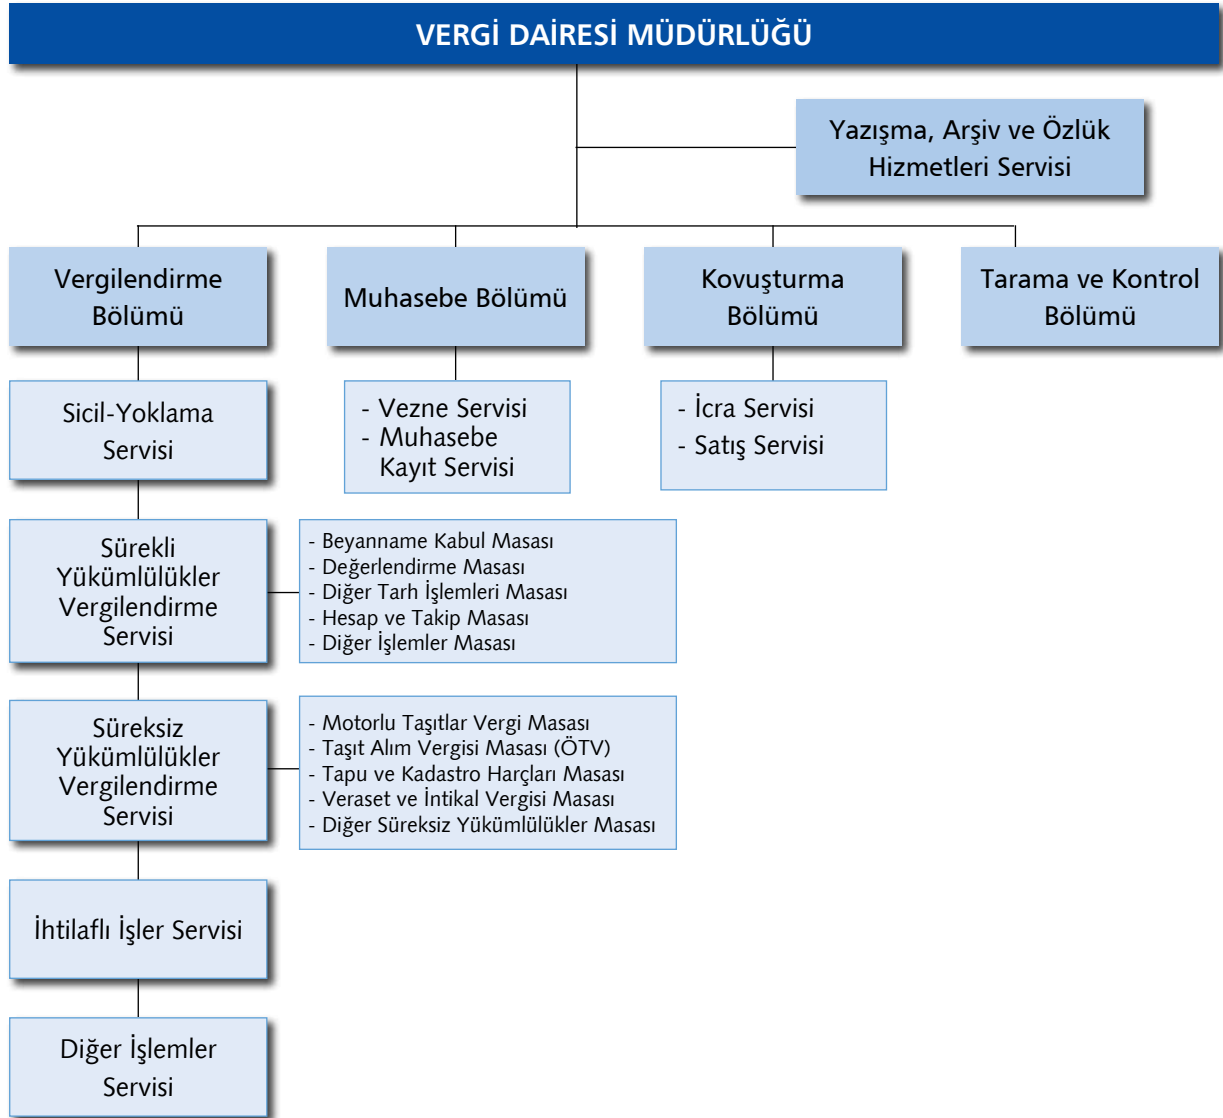 VERGİ DAİRESİ MÜDÜRLÜĞÜ
Yazışma, Arşiv ve Özlük
Hizmetleri Servisi
Vergilendirme
Bölümü
Muhasebe Bölümü
Kovuşturma
Bölümü
Tarama ve Kontrol
Bölümü
Sicil-Yoklama
Servisi
- Vezne Servisi
- Muhasebe
Kayıt Servisi
- İcra Servisi
- Satış Servisi
Sürekli
Yükümlülükler
Vergilendirme
Servisi
- Beyanname Kabul Masası
- Değerlendirme Masası
- Diğer Tarh İşlemleri Masası
- Hesap ve Takip Masası
- Diğer İşlemler Masası
Süreksiz
Yükümlülükler
Vergilendirme
Servisi
- Motorlu Taşıtlar Vergi Masası
- Taşıt Alım Vergisi Masası (ÖTV)
- Tapu ve Kadastro Harçları Masası
- Veraset ve İntikal Vergisi Masası
- Diğer Süreksiz Yükümlülükler Masası
İhtilaflı İşler Servisi
Diğer İşlemler
Servisi